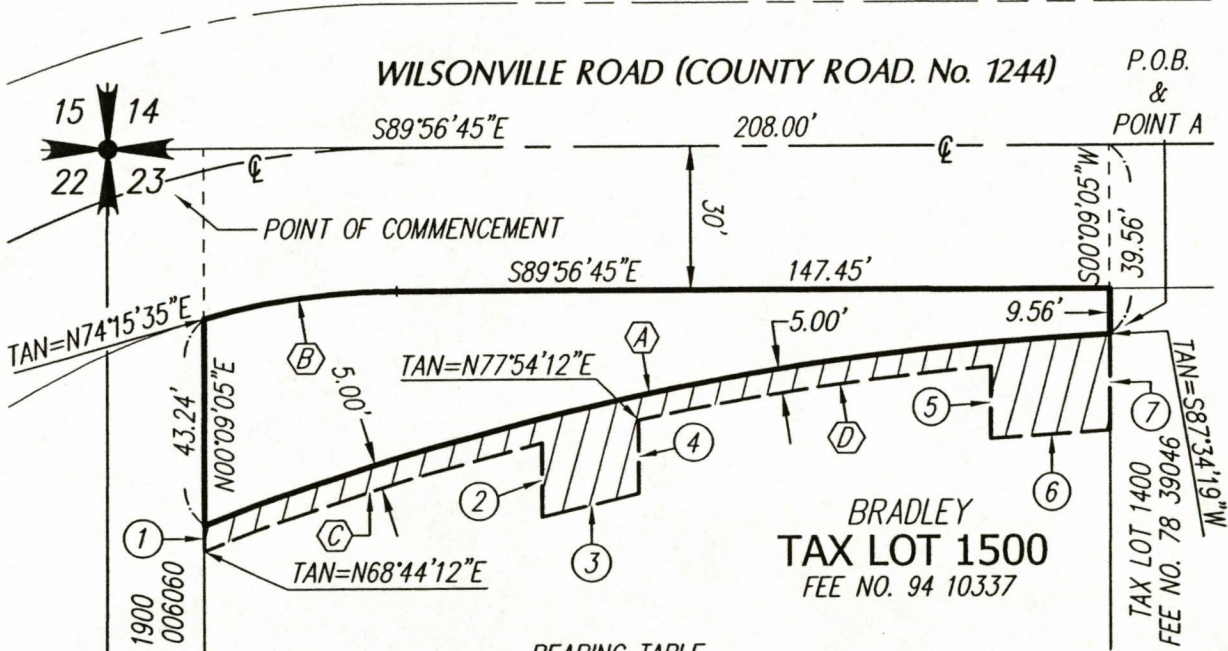 WILSONVILLE ROAD (COUNTY ROAD. No. 1244)
P.O.B.
&
POINT A
15 14
22 23
S89°56'45"E
208.00'
℄
℄
POINT OF COMMENCEMENT
30'
S00°09'05"W
39.56'
S89°56'45"E
147.45'
9.56'
TAN=N74°15'35"E
B
A
5.00'
TAN=N77°54'12"E
5.00'
43.24'
N00°09'05"E
TAN=S87°34'19"W
1
2
3
4
5
6
7
C
D
TAN=N68°44'12"E
BRADLEY
TAX LOT 1500
FEE NO. 94 10337
TAX LOT 1400
FEE NO. 78 39046
1900
006060
BEARING TABLE